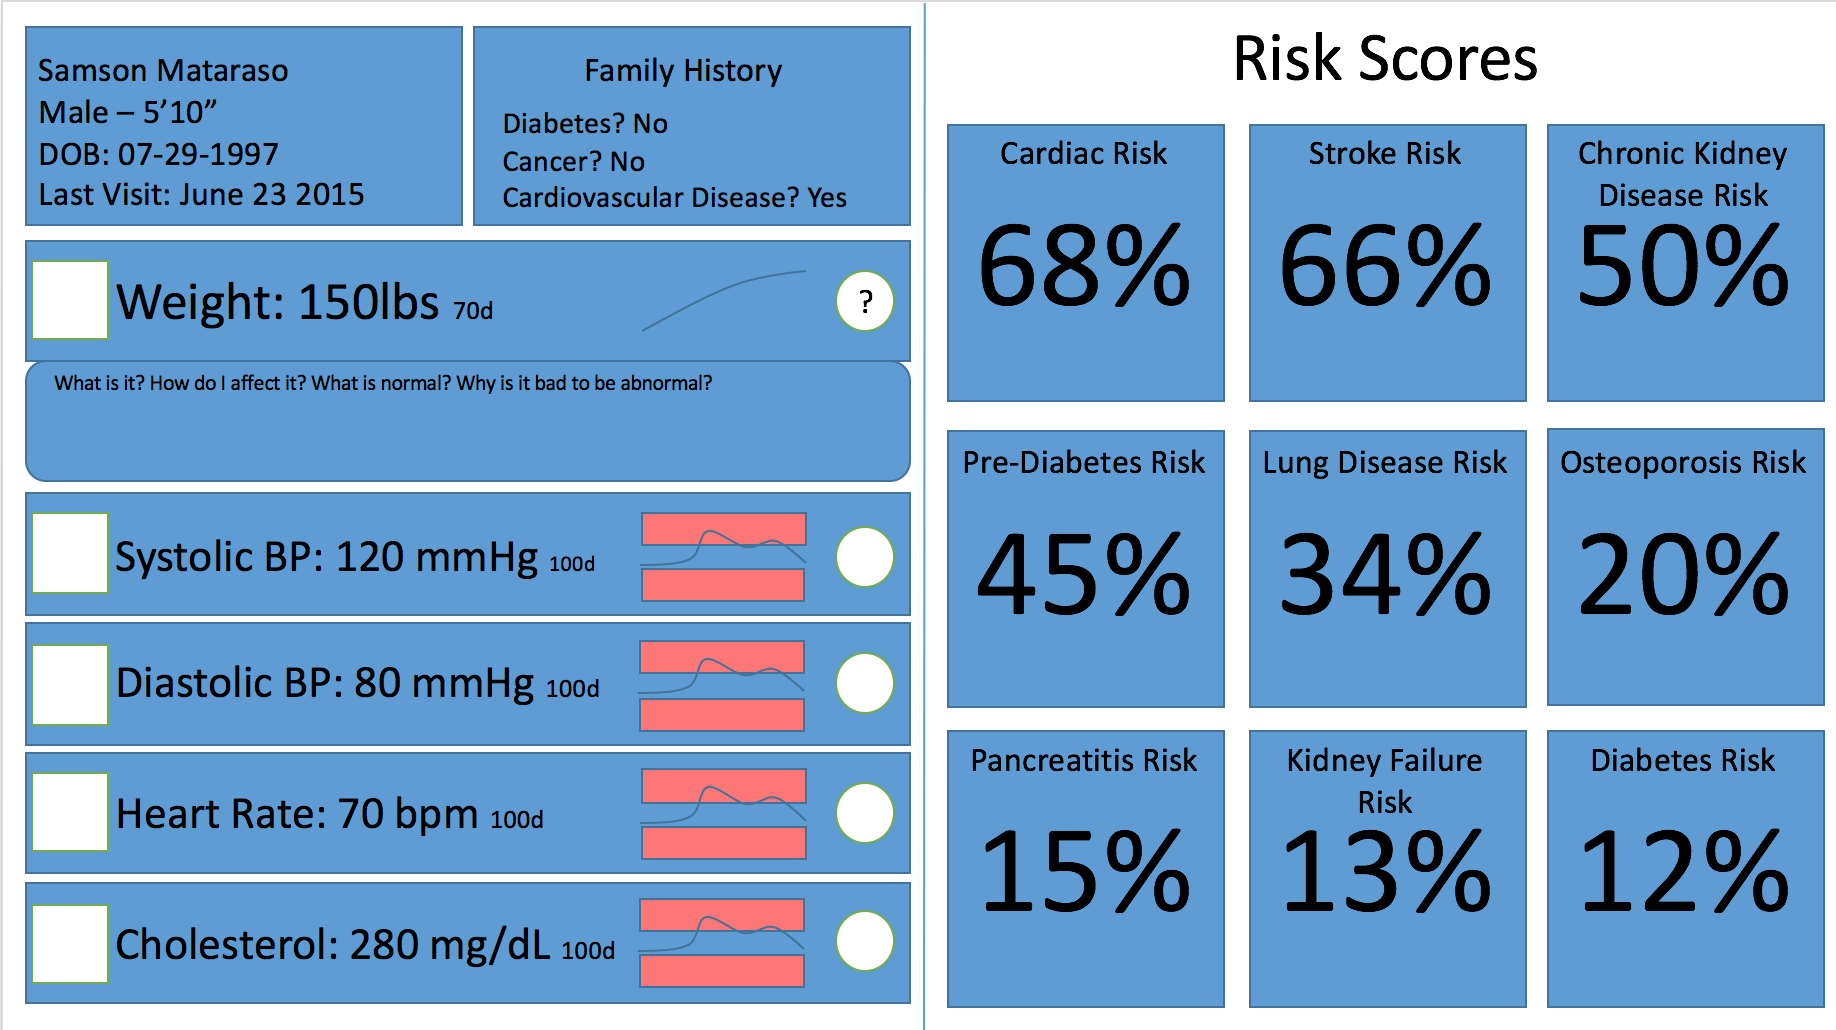 Samson Mataraso
Male – 5’10”
DOB: 07-29-1997
Last Visit: June 23 2015
Family History
Diabetes? No
Cancer? No
Cardiovascular Disease? Yes
Weight: 150lbs 70d
?
What is it? How do I affect it? What is normal? Why is it bad to be abnormal?
Systolic BP: 120 mmHg 100d
Diastolic BP: 80 mmHg 100d
Heart Rate: 70 bpm 100d
Cholesterol: 280 mg/dL 100d
Risk Scores
Cardiac Risk
68%
Stroke Risk
66%
Chronic Kidney
Disease Risk
50%
Pre-Diabetes Risk
45%
Lung Disease Risk
34%
Osteoporosis Risk
20%
Pancreatitis Risk
15%
Kidney Failure
Risk
13%
Diabetes Risk
12%